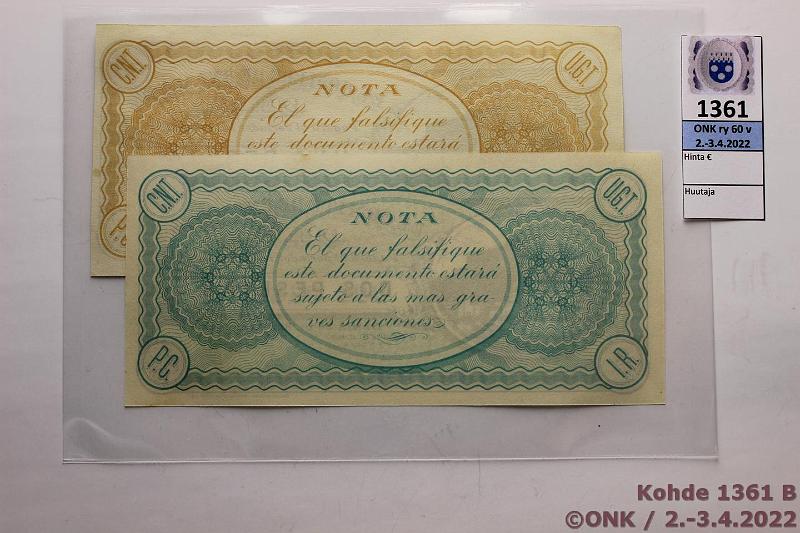 C.N.T.
U.G.T.
NOTA
El que falsifique
este documento estará
C.N.T.
U.G.T.
NOTA
El que falsifique
este documento estará
sujeto a las mas gra-
ves sanciones
P.C.
I.R.
1361
ONK ry 60 v
2.-3.4.2022
Hinta €
Huutaja
Kohde 1361 B
©ONK / 2.-3.4.2022